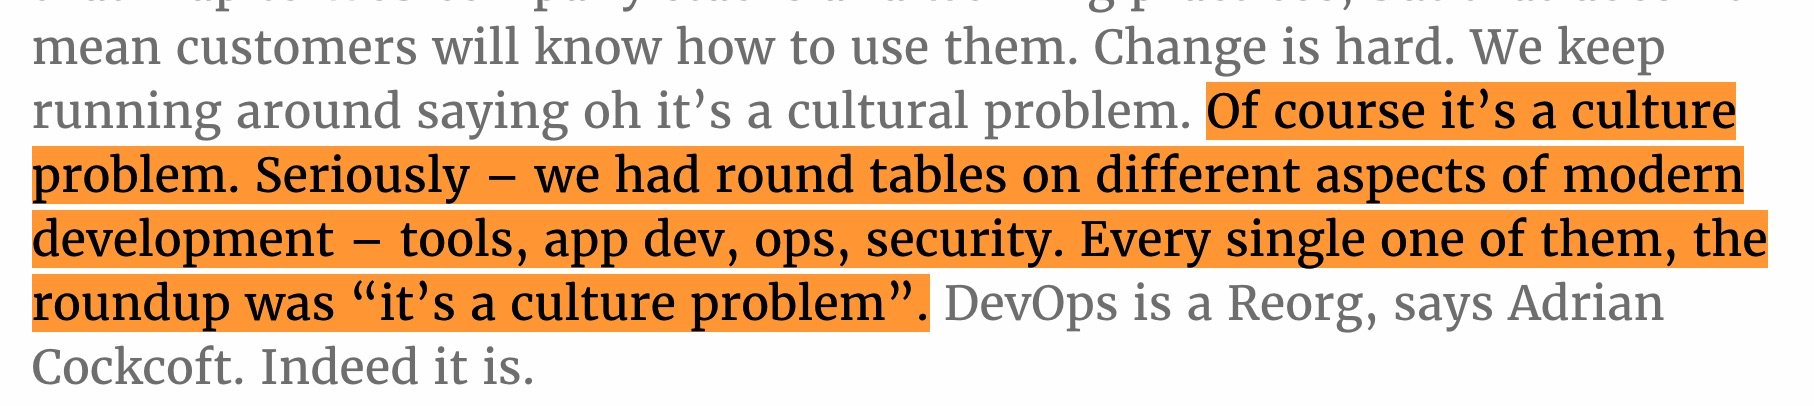 mean customers will know how to use them. Change is hard. We keep
running around saying oh it’s a cultural problem. Of course it’s a culture
problem. Seriously – we had round tables on different aspects of modern
development – tools, app dev, ops, security. Every single one of them, the
roundup was “it’s a culture problem”. DevOps is a Reorg, says Adrian
Cockcoft. Indeed it is.